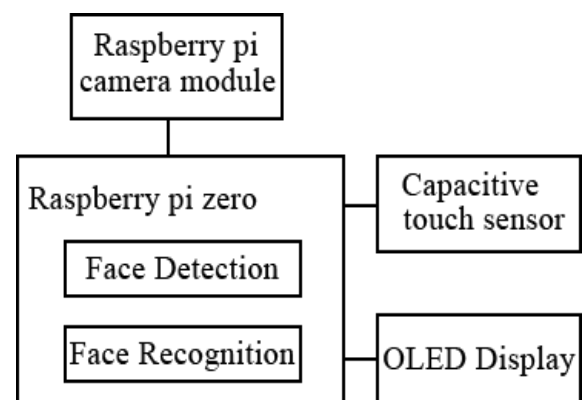 Raspberry pi
camera module
Raspberry pi zero
Face Detection
Face Recognition
Capacitive
touch sensor
OLED Display